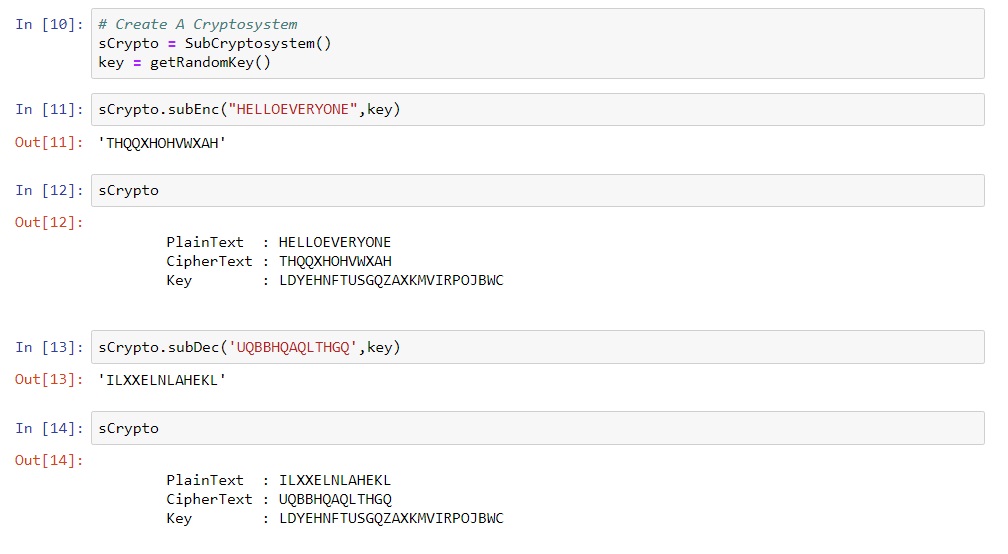 In [10]: # Create A Cryptosystem
sCrypto = SubCryptosystem()
key = getRandomKey()
In [11]: sCrypto.subEnc("HELLOEVERYONE",key)
Out[11]: 'THQQXHOHVWXAH'
In [12]: sCrypto
Out[12]:
PlainText : HELLOEVERYONE
CipherText : THQQXHOHVWXAH
Key : LDYEHNFTUSGQZAXKMVIRPOJBWC
In [13]: sCrypto.subDec('UQBBHQAQLTHGQ',key)
Out[13]: 'ILXXELNLAHEKL'
In [14]: sCrypto
Out[14]:
PlainText : ILXXELNLAHEKL
CipherText : UQBBHQAQLTHGQ
Key : LDYEHNFTUSGQZAXKMVIRPOJBWC